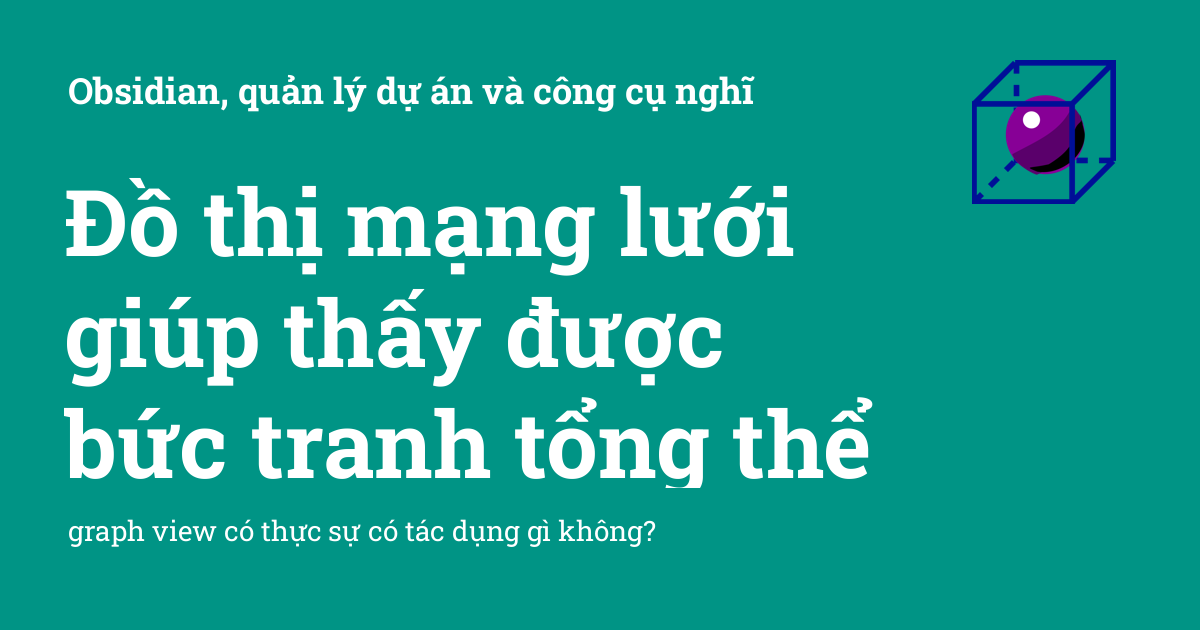 Obsidian, quản lý dự án và công cụ nghĩ
Đồ thị mạng lưới
giúp thấy được
bức tranh tổng thể
graph view có thực sự có tác dụng gì không?